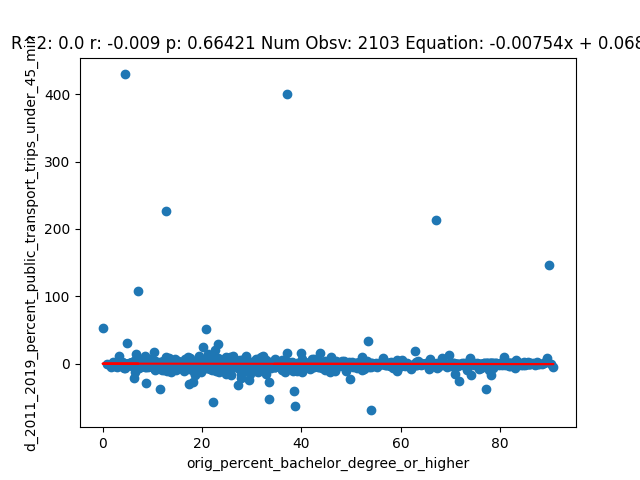 R^2: 0.0 r: -0.009 p: 0.66421 Num Obsv: 2103 Equation: -0.00754x + 0.068
d_2011_2019_percent_public_transport_trips_under_45_min
400
300
200
100
0
0 20 40 60 80
orig_percent_bachelor_degree_or_higher